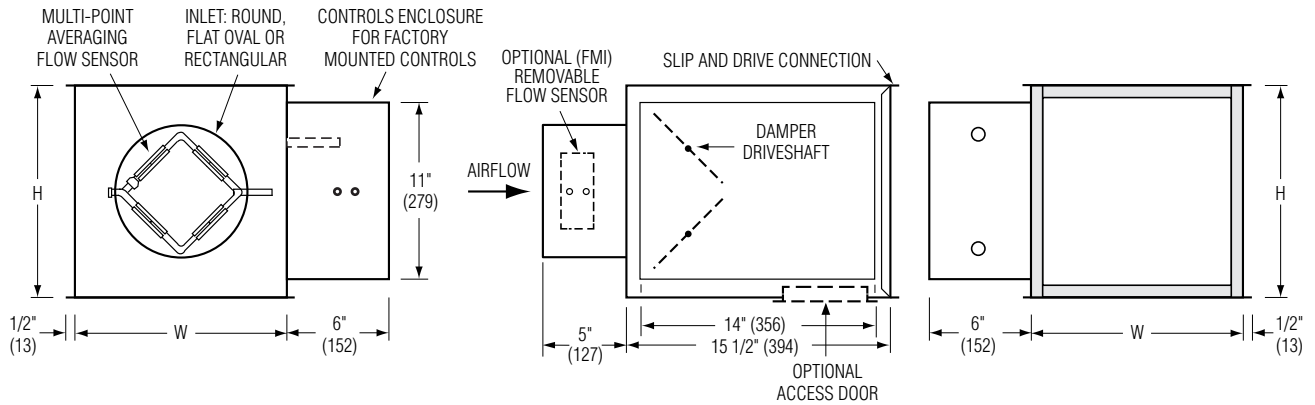 MULTI-POINT
AVERAGING
FLOW SENSOR
INLET: ROUND,
FLAT OVAL OR
RECTANGULAR
CONTROLS ENCLOSURE
FOR FACTORY
MOUNTED CONTROLS
H
11"
(279)
1/2"
(13)
W
6"
(152)
OPTIONAL (FMI)
REMOVABLE
FLOW SENSOR
SLIP AND DRIVE CONNECTION
DAMPER
DRIVESHAFT
AIRFLOW
5"
(127)
14" (356)
15 1/2" (394)
OPTIONAL
ACCESS DOOR
H
6"
(152)
W
1/2"
(13)